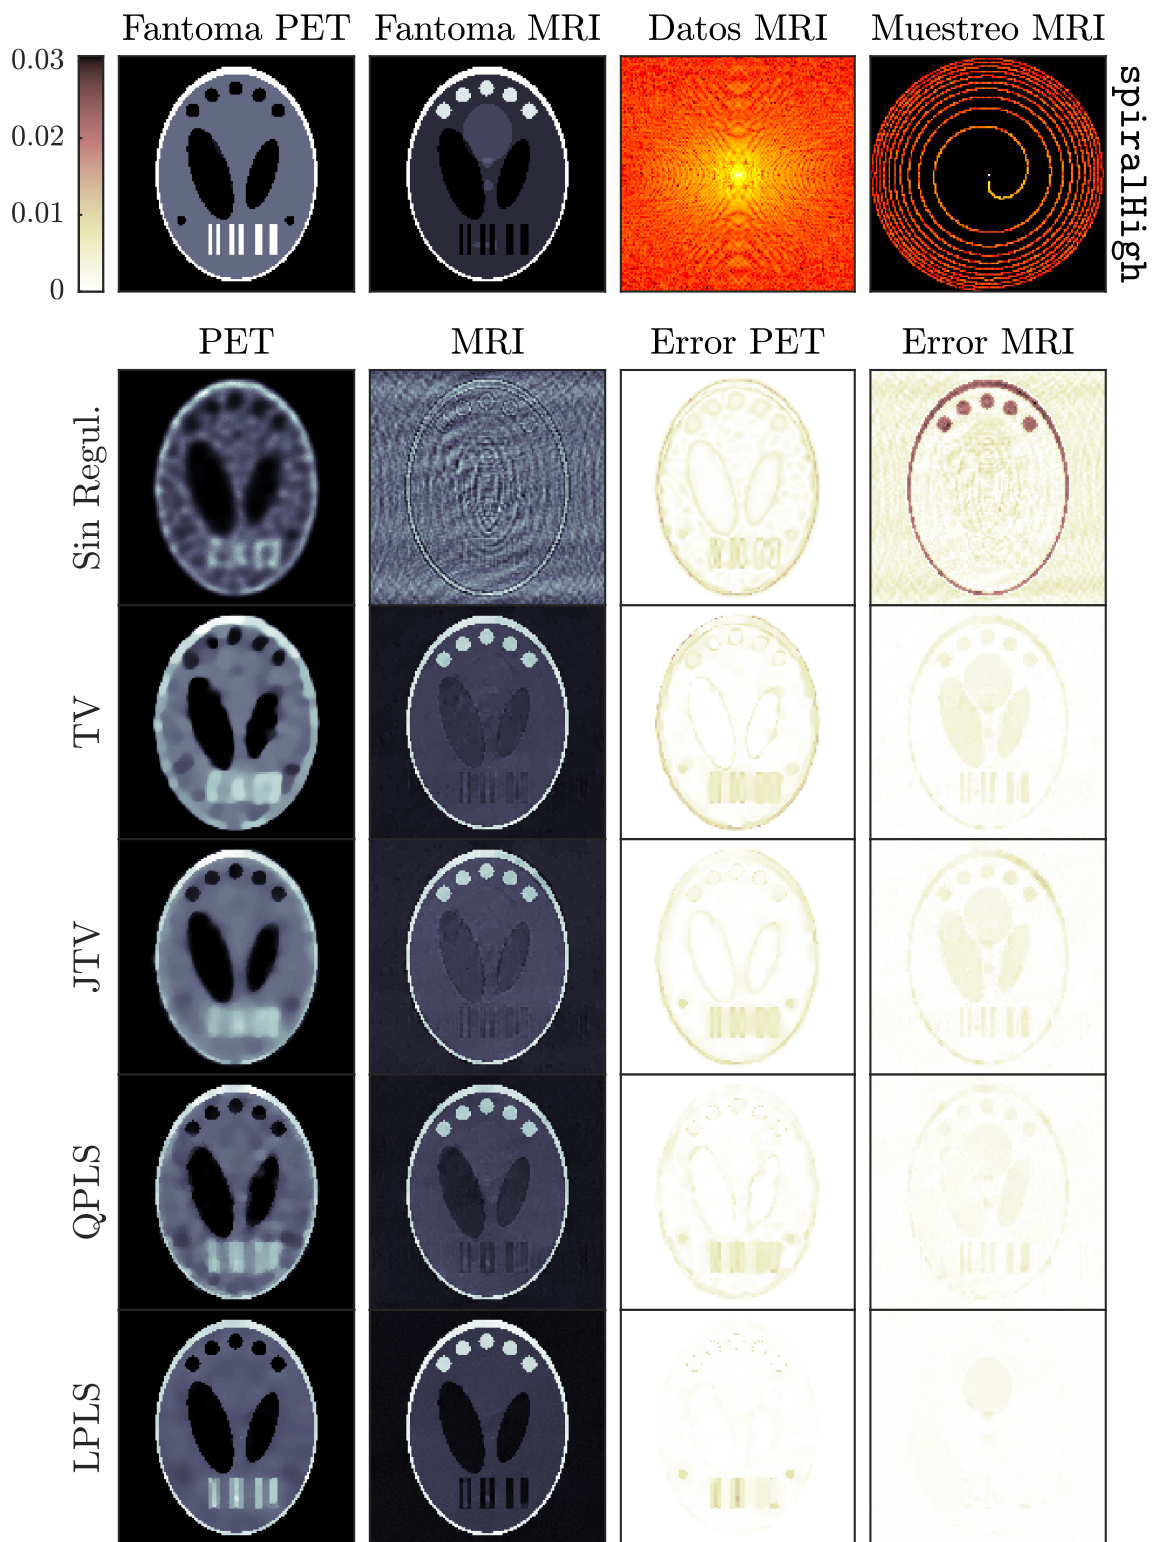 Fantoma PET Fantoma MRI Datos MRI Muestreo MRI
0.03
0.02
0.01
0
spiralHigh
PET MRI Error PET Error MRI
Sin Regul.
TV
JTV
QPLS
LPLS